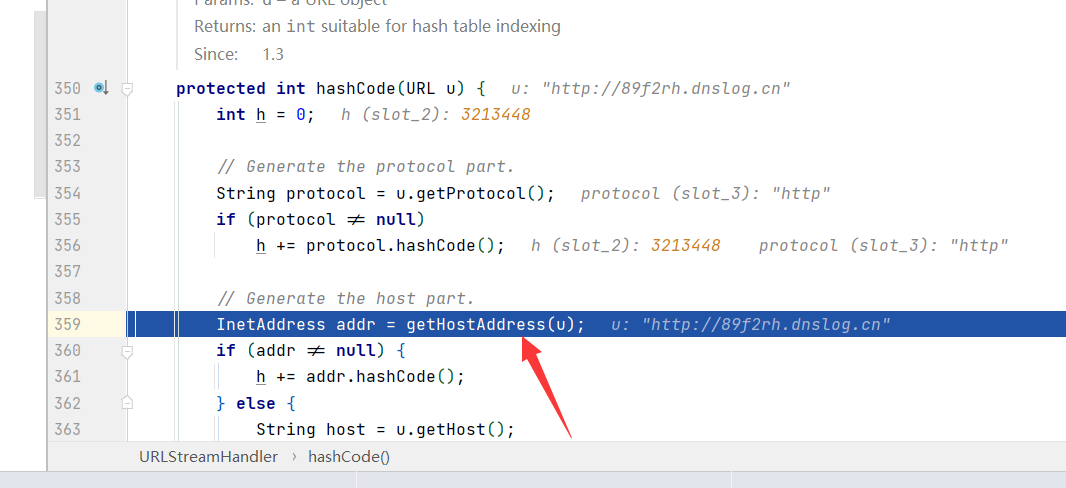 Params: u – a URL object
Returns: an int suitable for hash table indexing
Since: 1.3
350 protected int hashCode(URL u) { u: "http://89f2rh.dnslog.cn"
351 int h = 0; h (slot_2): 3213448
352
353 // Generate the protocol part.
354 String protocol = u.getProtocol(); protocol (slot_3): "http"
355 if (protocol ≠ null)
356 h += protocol.hashCode(); h (slot_2): 3213448 protocol (slot_3): "http"
357
358 // Generate the host part.
359 InetAddress addr = getHostAddress(u); u: "http://89f2rh.dnslog.cn"
360 if (addr ≠ null) {
361 h += addr.hashCode();
362 } else {
363 String host = u.getHost();
URLStreamHandler › hashCode()